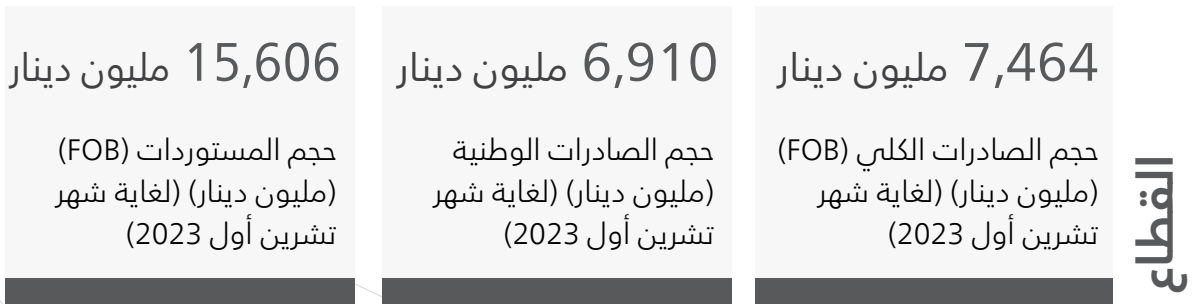 القطاع
7,464 مليون دينار
حجم الصادرات الكلي (FOB)
(مليون دينار) (لغاية شهر
تشرين أول 2023)
6,910 مليون دينار
حجم الصادرات الوطنية
(مليون دينار) (لغاية شهر
تشرين أول 2023)
15,606 مليون دينار
حجم المستوردات (FOB)
(مليون دينار) (لغاية شهر
تشرين أول 2023)